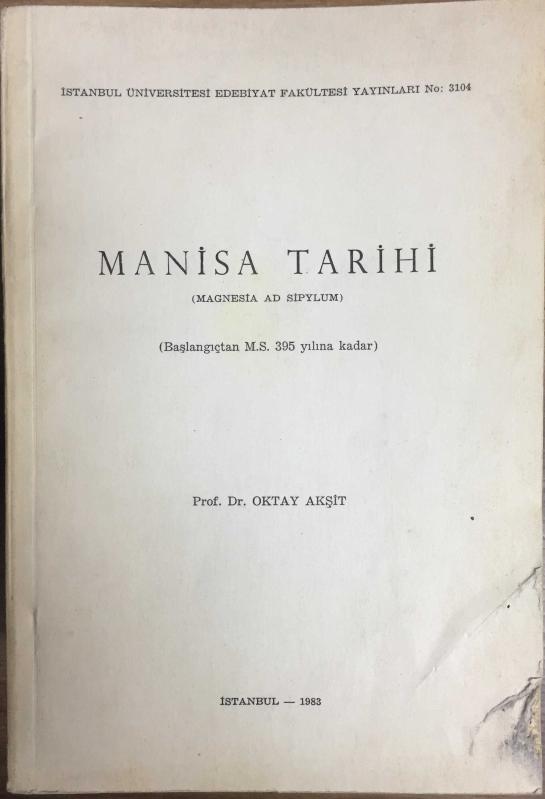 İSTANBUL ÜNİVERSİTESİ EDEBİYAT FAKÜLTESİ YAYINLARI No: 3104
MANİSA TARİHİ
(MAGNESİA AD SİPYLUM)
(Başlangıçtan M.S. 395 yılına kadar)
Prof. Dr. OKTAY AKŞİT
İSTANBUL — 1983